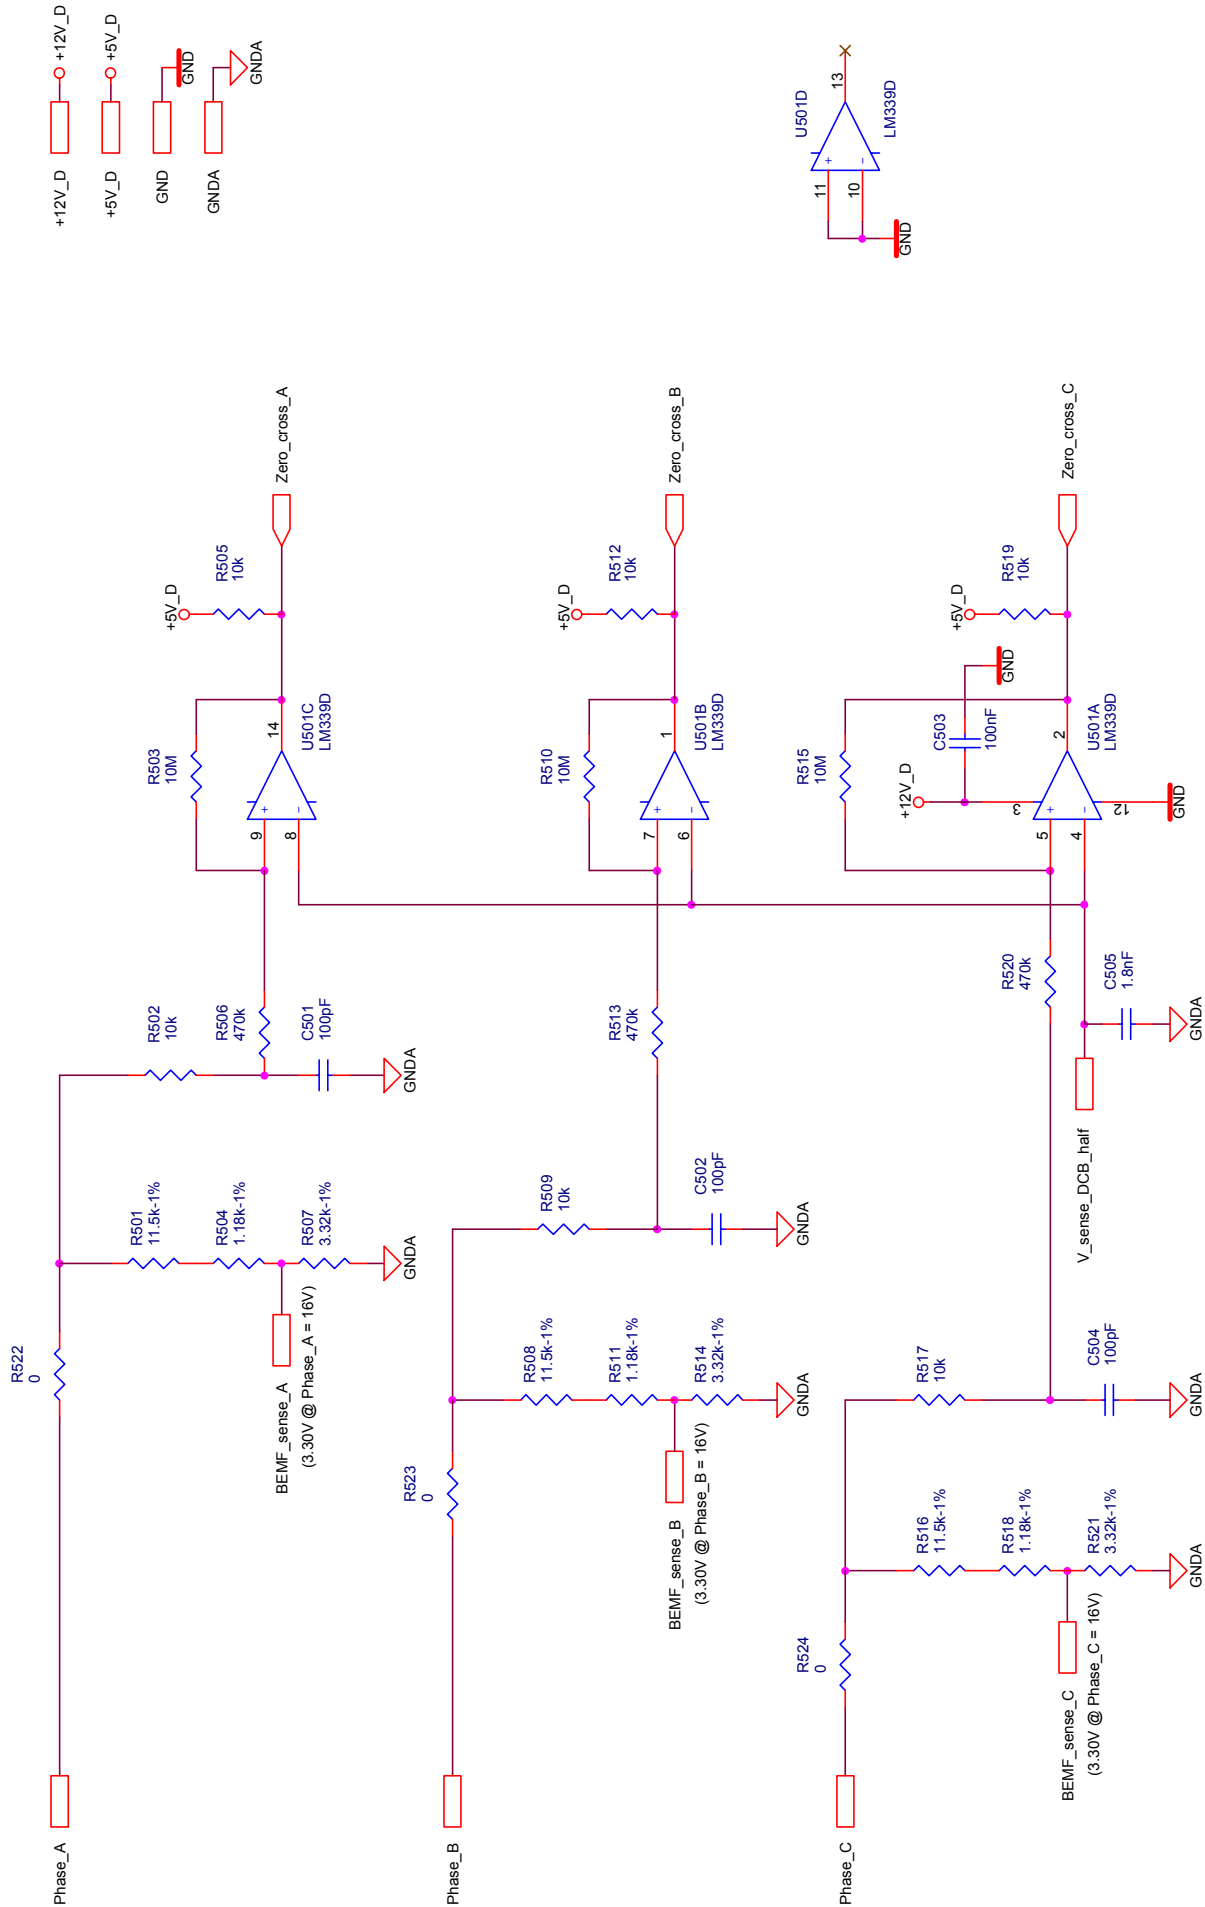 +12V_D
+12V_D
+5V_D
+5V_D
GND
GND
GNDA
GNDA
U501D
LM339D
11
10
13
+
-
GND
Phase_A
R522
0
R501
11.5k-1%
R504
1.18k-1%
R507
3.32k-1%
GNDA
BEMF_sense_A
(3.30V @ Phase_A = 16V)
R502
10k
R506
470k
C501
100pF
GNDA
R503
10M
9
8
+
-
14
U501C
LM339D
+5V_D
R505
10k
Zero_cross_A
Phase_B
R523
0
R508
11.5k-1%
R511
1.18k-1%
R514
3.32k-1%
GNDA
BEMF_sense_B
(3.30V @ Phase_B = 16V)
R509
10k
C502
100pF
GNDA
R513
470k
R510
10M
7
6
+
-
1
U501B
LM339D
+5V_D
R512
10k
Zero_cross_B
Phase_C
R524
0
R516
11.5k-1%
R518
1.18k-1%
R521
3.32k-1%
GNDA
BEMF_sense_C
(3.30V @ Phase_C = 16V)
R517
10k
C504
100pF
GNDA
V_sense_DCB_half
R520
470k
C505
1.8nF
GNDA
R515
10M
+12V_D
C503
100nF
GND
5
4
+
-
3
12
2
U501A
LM339D
GND
+5V_D
R519
10k
Zero_cross_C